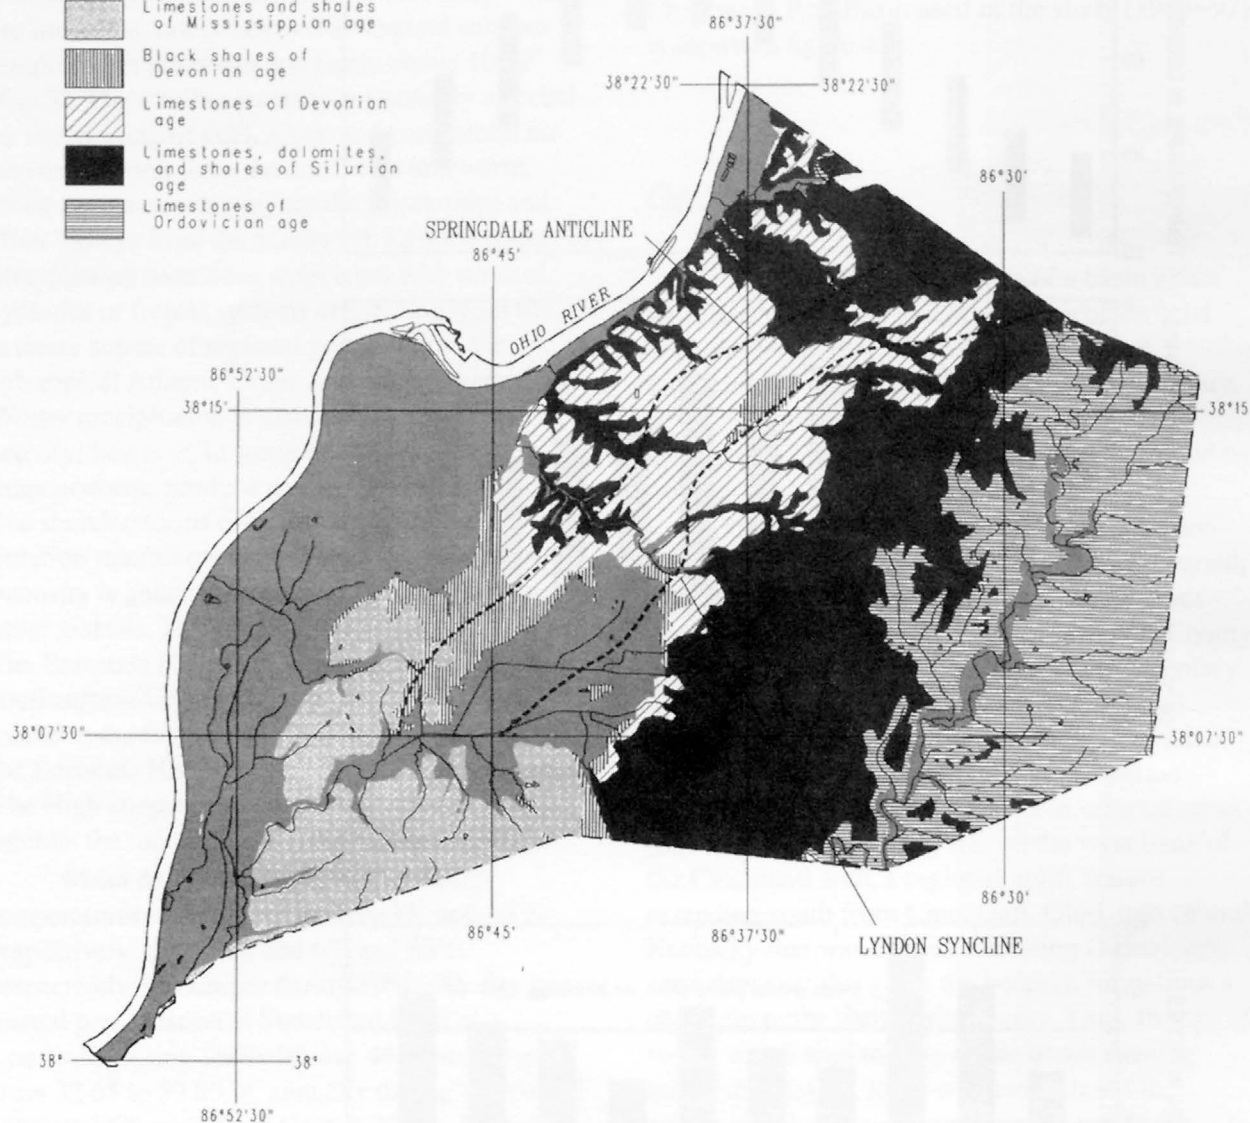 Limestones and shales
of Mississippian age
Black shales of
Devonian age
Limestones of Devonian
age
Limestones, dolomites,
and shales of Silurian
age
Limestones of
Ordovician age
86°37'30"
38°22'30"
38°22'30"
86°30'
SPRINGDALE ANTICLINE
86°45'
OHIO RIVER
86°52'30"
38°15'
38°15
38°07'30"
38°07'30"
86°30'
86°45'
86°37'30"
LYNDON SYNCLINE
38°
38°
86°52'30"